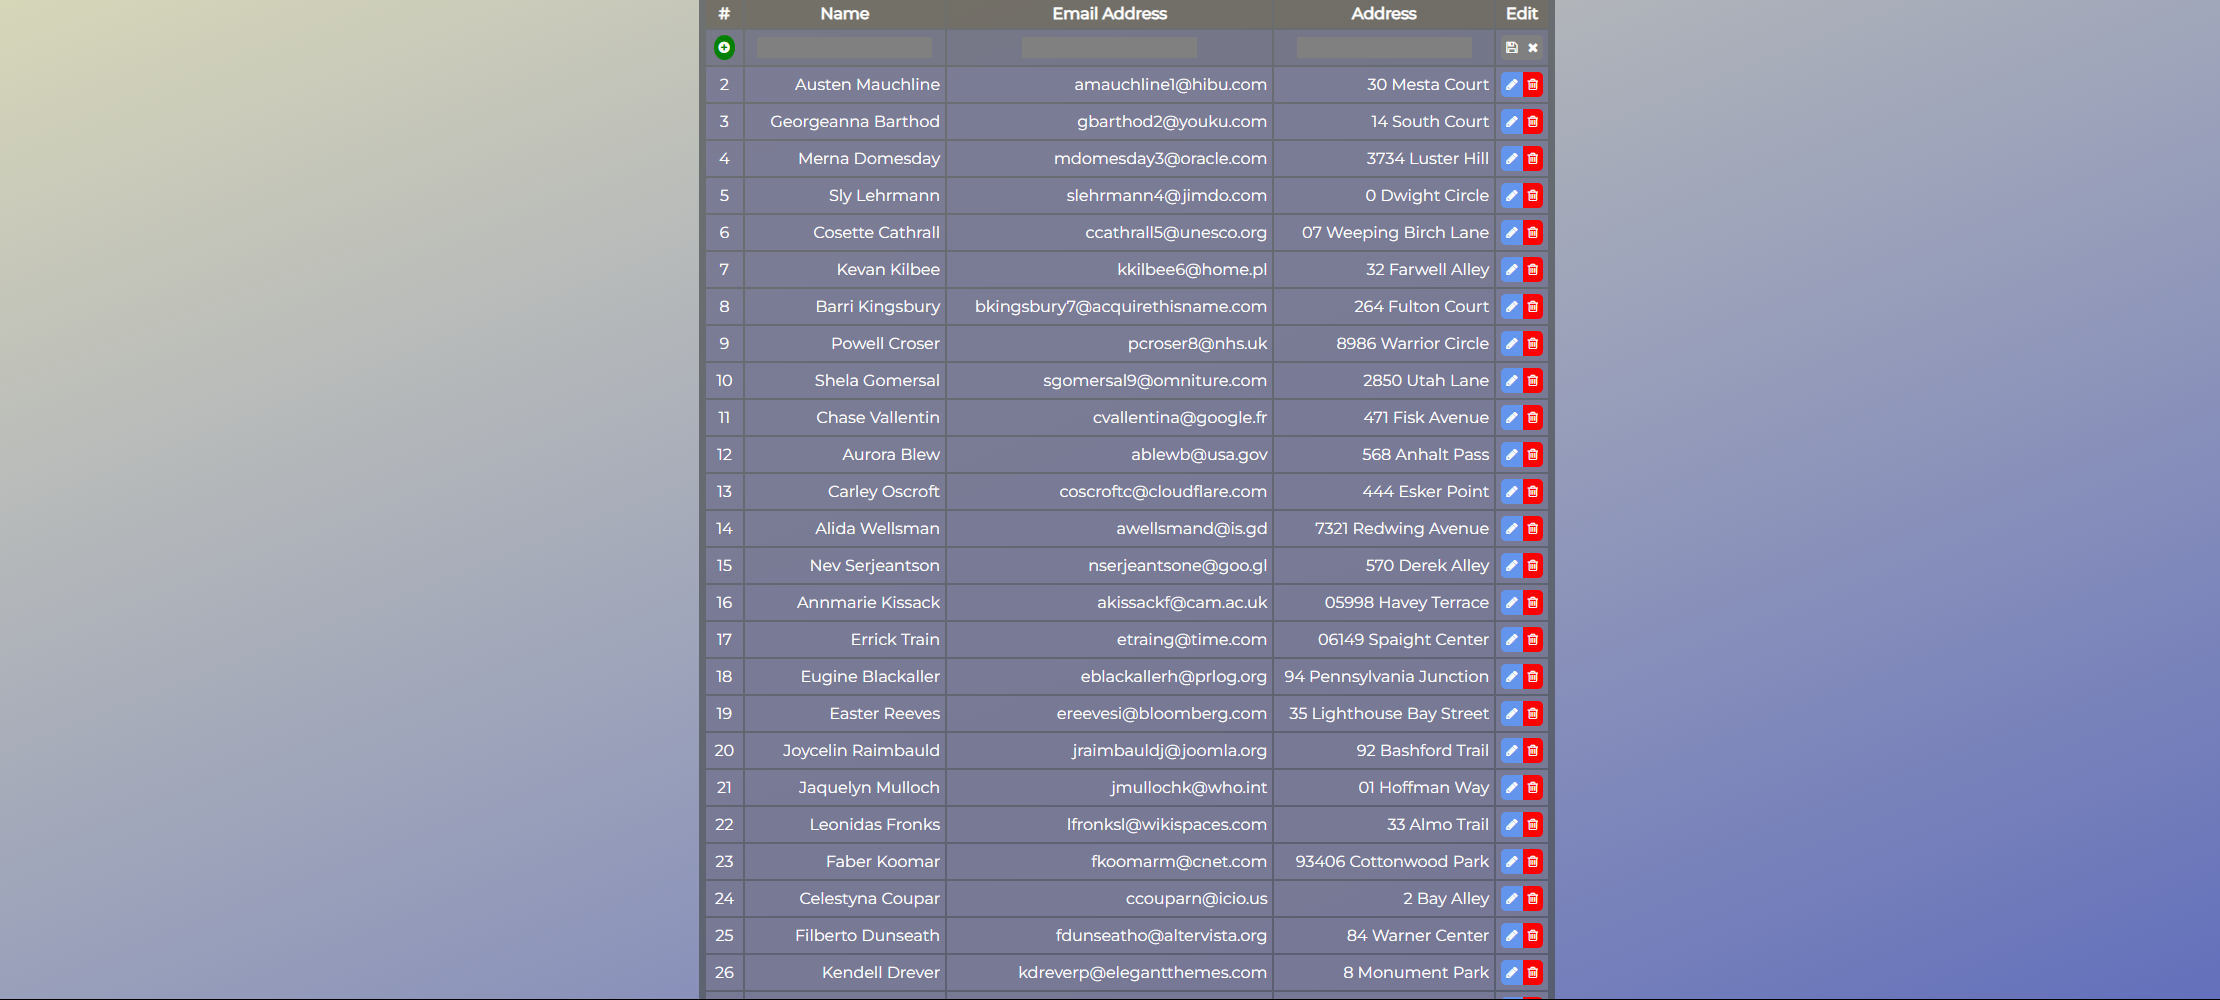 # Name Email Address Address Edit
2 Austen Mauchline amauchline1@hibu.com 30 Mesta Court
3 Georgeanna Barthod gbarthod2@youku.com 14 South Court
4 Merna Domesday mdomesday3@oracle.com 3734 Luster Hill
5 Sly Lehrmann slehrmann4@jimdo.com 0 Dwight Circle
6 Cosette Cathrall ccathrall5@unesco.org 07 Weeping Birch Lane
7 Kevan Kilbee kkilbee6@home.pl 32 Farwell Alley
8 Barri Kingsbury bkingsbury7@acquirethisname.com 264 Fulton Court
9 Powell Croser pcroser8@nhs.uk 8986 Warrior Circle
10 Shela Gomersal sgomersal9@omniture.com 2850 Utah Lane
11 Chase Vallentin cvallentina@google.fr 471 Fisk Avenue
12 Aurora Blew ablewb@usa.gov 568 Anhalt Pass
13 Carley Oscroft coscroftc@cloudflare.com 444 Esker Point
14 Alida Wellsman awellsmand@is.gd 7321 Redwing Avenue
15 Nev Serjeantson nserjeantsone@goo.gl 570 Derek Alley
16 Annmarie Kissack akissackf@cam.ac.uk 05998 Havey Terrace
17 Errick Train etraing@time.com 06149 Spaight Center
18 Eugine Blackaller eblackallerh@prlog.org 94 Pennsylvania Junction
19 Easter Reeves ereevesi@bloomberg.com 35 Lighthouse Bay Street
20 Joycelin Raimbauld jraimbauldj@joomla.org 92 Bashford Trail
21 Jaquelyn Mulloch jmullochk@who.int 01 Hoffman Way
22 Leonidas Fronks lfronksl@wikispaces.com 33 Almo Trail
23 Faber Koomar fkoomarm@cnet.com 93406 Cottonwood Park
24 Celestyna Coupar ccouparn@icio.us 2 Bay Alley
25 Filberto Dunseath fdunseatho@altervista.org 84 Warner Center
26 Kendell Drever kdreverp@elegantthemes.com 8 Monument Park